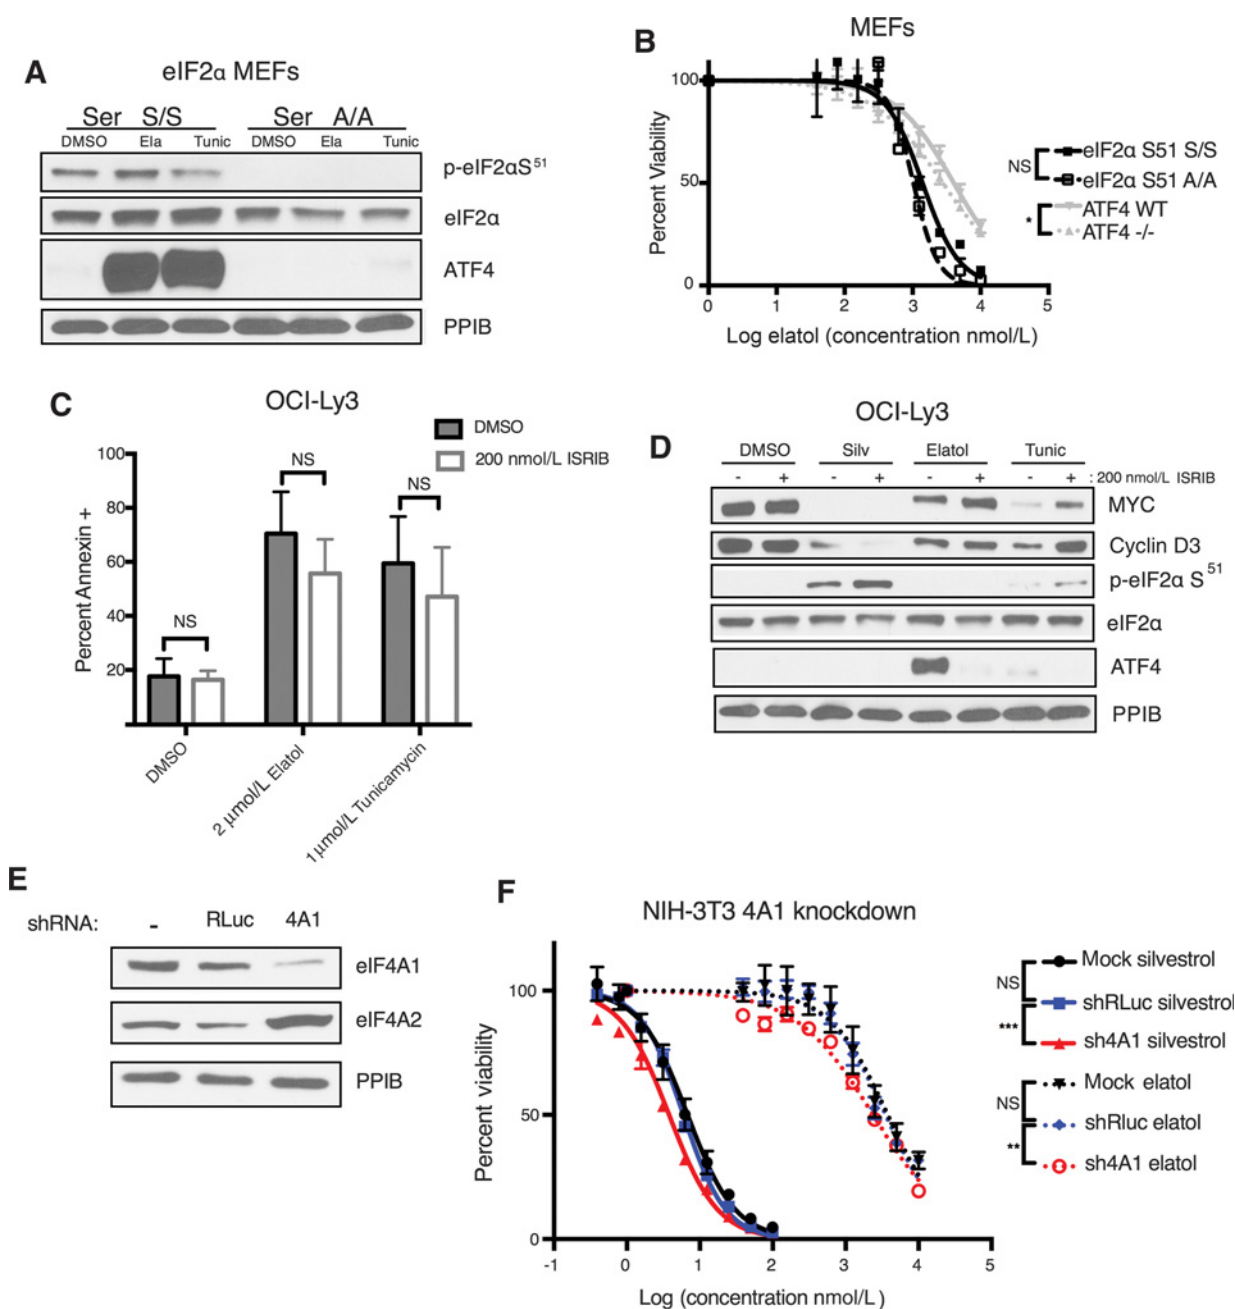 A
eIF2α MEFs
Ser S/S Ser A/A
DMSO Ela Tunic DMSO Ela Tunic
p-eIF2αS51
eIF2α
ATF4
PPIB
B
MEFs
Percent Viability
100
50
0
0 1 2 3 4 5
Log elatol (concentration nmol/L)
NS
eIF2α S51 S/S
eIF2α S51 A/A
*
ATF4 WT
ATF4 -/-
C
OCI-Ly3
DMSO
200 nmol/L ISRIB
Percent Annexin +
100
80
60
40
20
NS
NS
NS
DMSO
2 μmol/L Elatol
1 μmol/L Tunicamycin
D
OCI-Ly3
DMSO Silv Elatol Tunic
- + - + - + - + : 200 nmol/L ISRIB
MYC
Cyclin D3
p-eIF2α S51
eIF2α
ATF4
PPIB
E
shRNA: - RLuc 4A1
eIF4A1
eIF4A2
PPIB
F
NIH-3T3 4A1 knockdown
Percent viability
100
50
0
-1 0 1 2 3 4 5
Log (concentration nmol/L)
NS
***
Mock silvestrol
shRLuc silvestrol
sh4A1 silvestrol
NS
**
Mock elatol
shRluc elatol
sh4A1 elatol